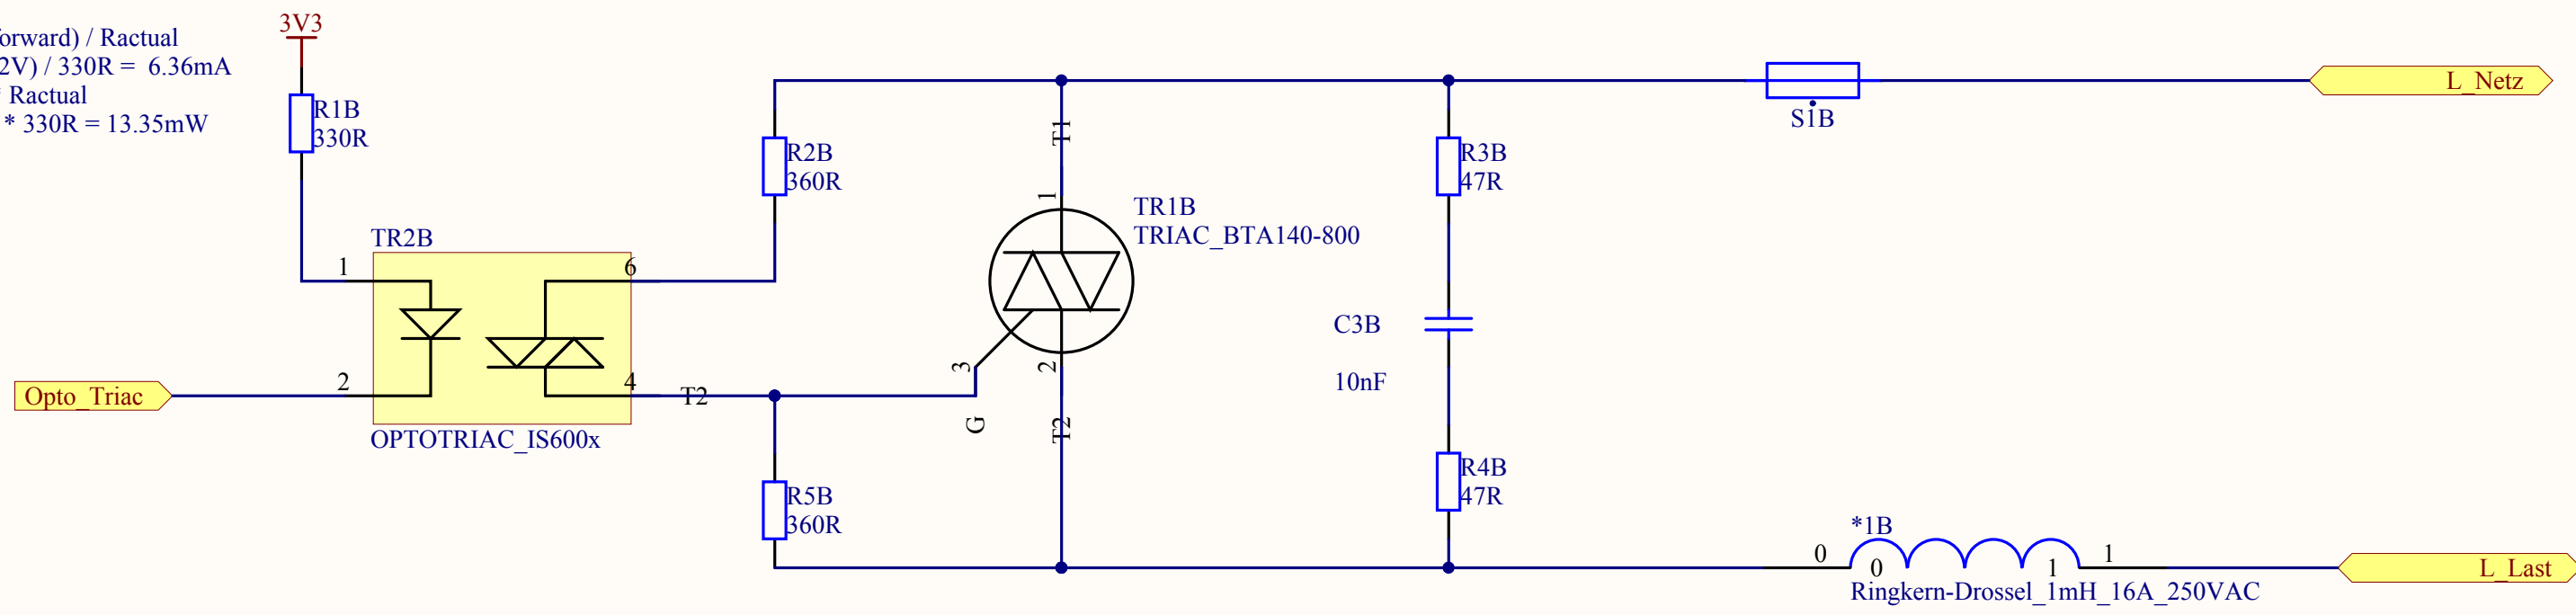 3V3
orward) / Ractual
2V) / 330R =  6.36mA
* Ractual
* 330R = 13.35mW
R1B
330R
R2B
360R
T1
1
TR1B
TRIAC_BTA140-800
R3B
47R
S1B
L_Netz
TR2B
1
6
2
4
T2
Opto_Triac
OPTOTRIAC_IS600x
3
G
2
T2
C3B
10nF
R5B
360R
R4B
47R
*1B
0
0
1
1
Ringkern-Drossel_1mH_16A_250VAC
L_Last